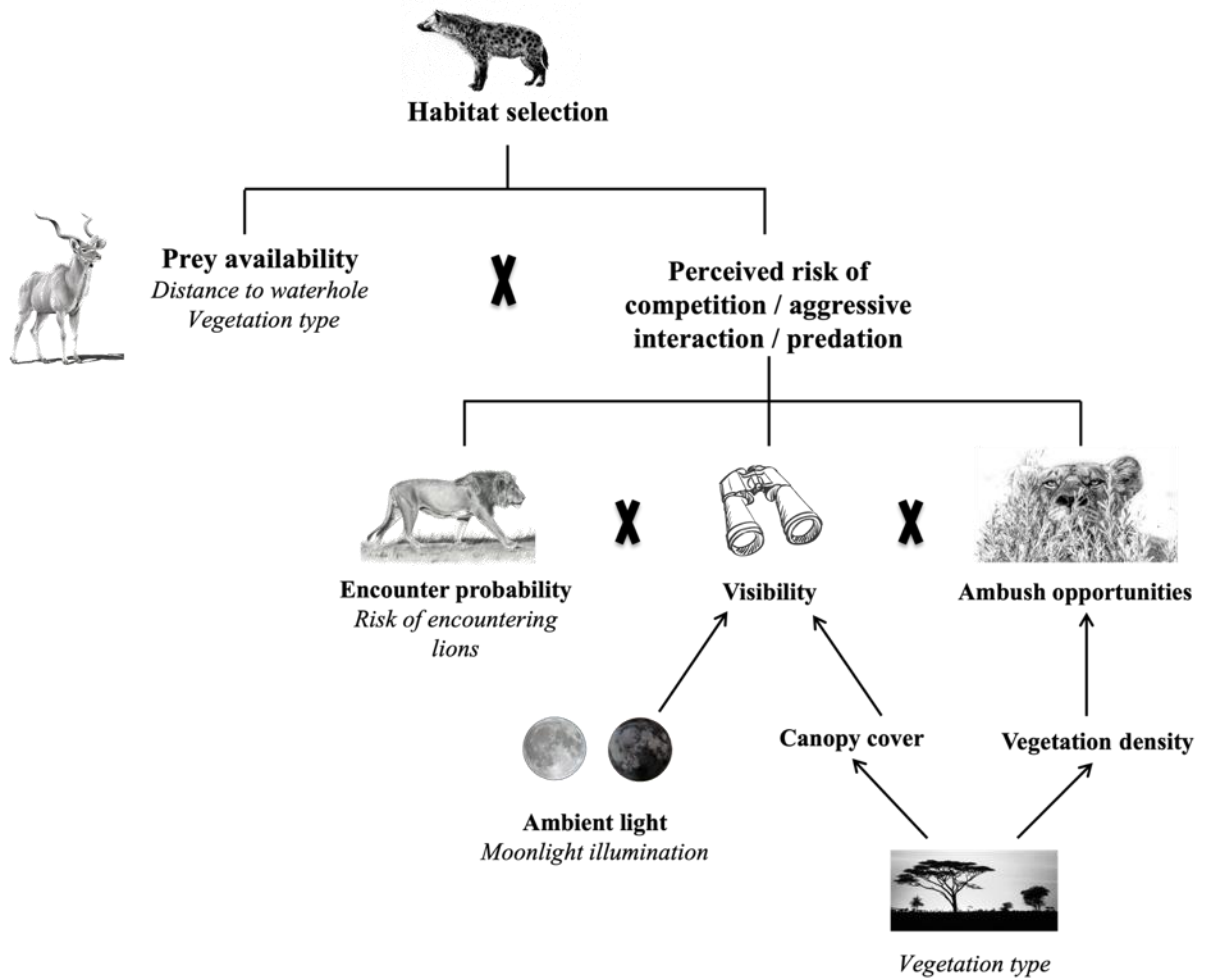 Habitat selection
Prey availability
Distance to waterhole
Vegetation type
X
Perceived risk of
competition / aggressive
interaction / predation
X
X
Encounter probability
Risk of encountering
lions
Visibility
Ambush opportunities
Canopy cover
Vegetation density
Ambient light
Moonlight illumination
Vegetation type